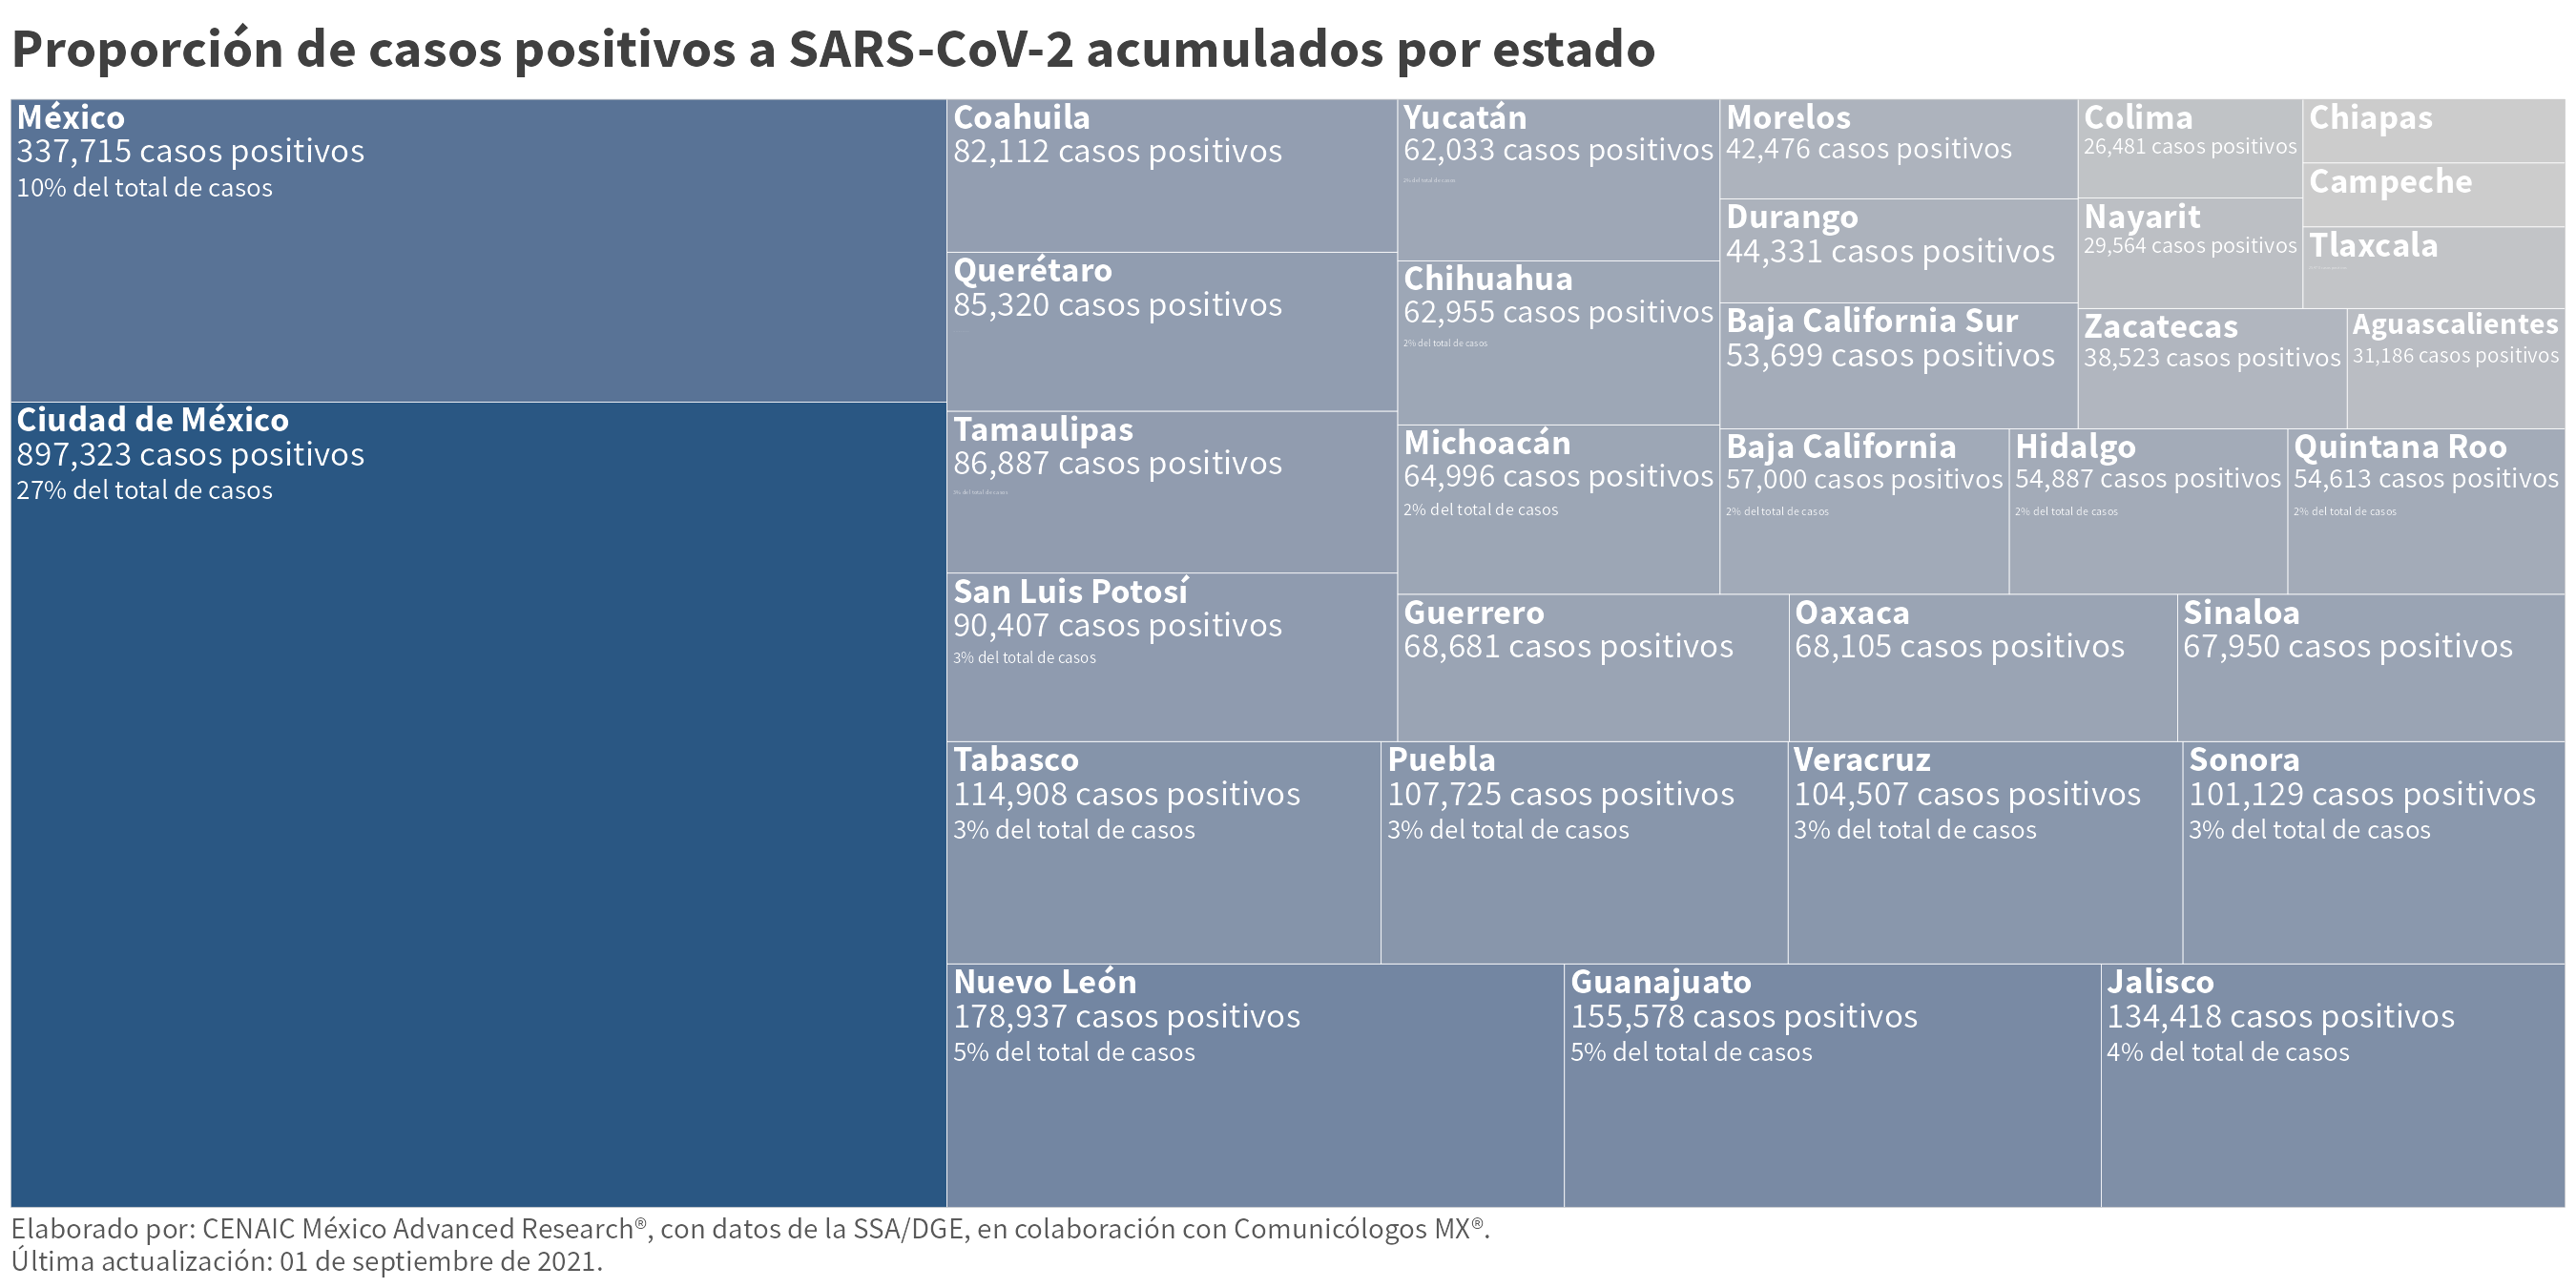 Proporción de casos positivos a SARS-CoV-2 acumulados por estado
México
337,715 casos positivos
10% del total de casos
Ciudad de México
897,323 casos positivos
27% del total de casos
Coahuila
82,112 casos positivos
Querétaro
85,320 casos positivos
Tamaulipas
86,887 casos positivos
3% del total de casos
San Luis Potosí
90,407 casos positivos
3% del total de casos
Yucatán
62,033 casos positivos
2% del total de casos
Chihuahua
62,955 casos positivos
2% del total de casos
Michoacán
64,996 casos positivos
2% del total de casos
Morelos
42,476 casos positivos
Durango
44,331 casos positivos
Baja California Sur
53,699 casos positivos
Colima
26,481 casos positivos
Nayarit
29,564 casos positivos
Chiapas
Campeche
Tlaxcala
Zacatecas
38,523 casos positivos
Aguascalientes
31,186 casos positivos
Baja California
57,000 casos positivos
2% del total de casos
Hidalgo
54,887 casos positivos
2% del total de casos
Quintana Roo
54,613 casos positivos
2% del total de casos
Guerrero
68,681 casos positivos
Oaxaca
68,105 casos positivos
Sinaloa
67,950 casos positivos
Tabasco
114,908 casos positivos
3% del total de casos
Puebla
107,725 casos positivos
3% del total de casos
Veracruz
104,507 casos positivos
3% del total de casos
Sonora
101,129 casos positivos
3% del total de casos
Nuevo León
178,937 casos positivos
5% del total de casos
Guanajuato
155,578 casos positivos
5% del total de casos
Jalisco
134,418 casos positivos
4% del total de casos
Elaborado por: CENAIC México Advanced Research®, con datos de la SSA/DGE, en colaboración con Comunicólogos MX®.
Última actualización: 01 de septiembre de 2021.